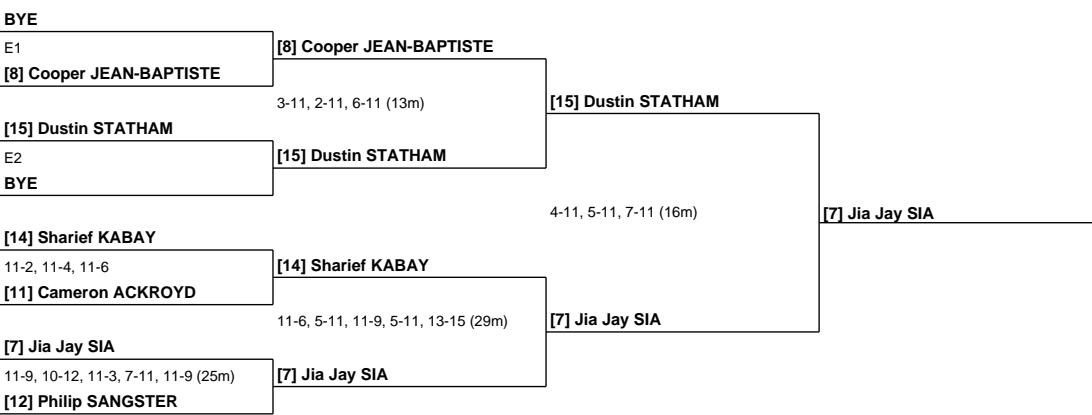 BYE
E1
[8] Cooper JEAN-BAPTISTE
[15] Dustin STATHAM
E2
BYE
[14] Sharief KABAY
11-2, 11-4, 11-6
[11] Cameron ACKROYD
[7] Jia Jay SIA
11-9, 10-12, 11-3, 7-11, 11-9 (25m)
[12] Philip SANGSTER
[8] Cooper JEAN-BAPTISTE
3-11, 2-11, 6-11 (13m)
[15] Dustin STATHAM
[14] Sharief KABAY
11-6, 5-11, 11-9, 5-11, 13-15 (29m)
[7] Jia Jay SIA
[15] Dustin STATHAM
4-11, 5-11, 7-11 (16m)
[7] Jia Jay SIA
[7] Jia Jay SIA